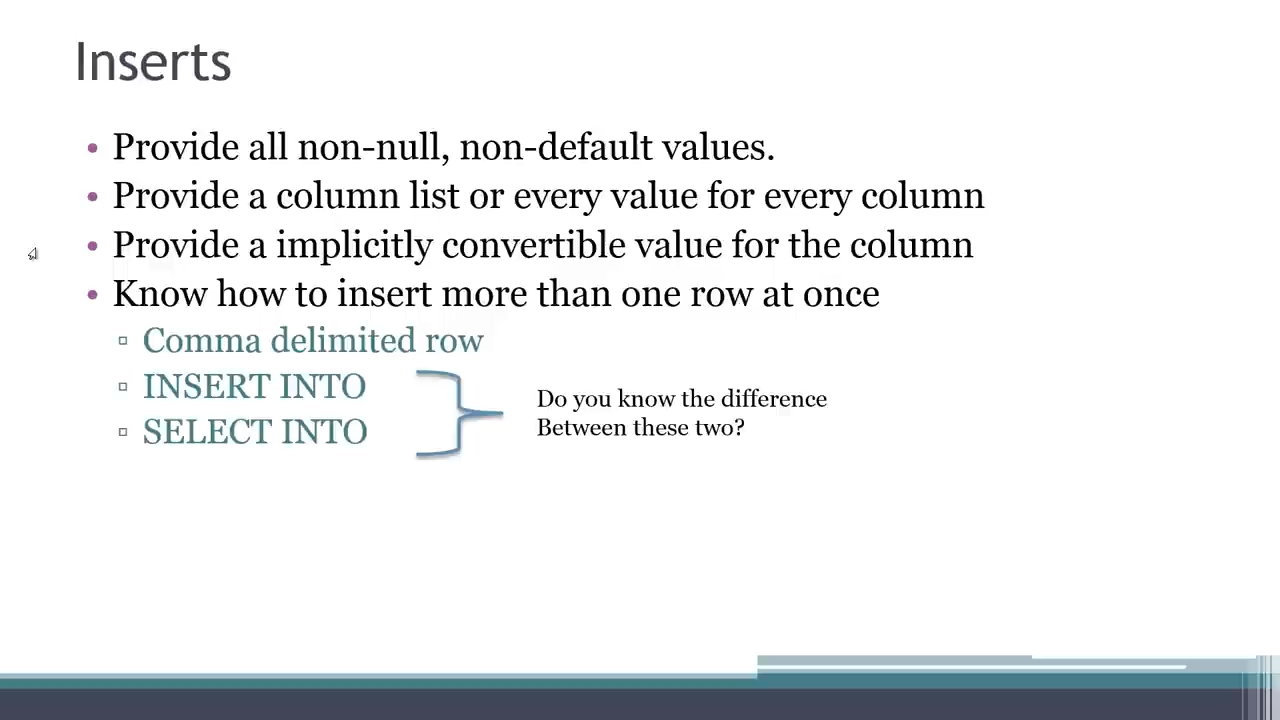 Inserts
• Provide all non-null, non-default values.
• Provide a column list or every value for every column
• Provide a implicitly convertible value for the column
• Know how to insert more than one row at once
▫ Comma delimited row
▫ INSERT INTO
▫ SELECT INTO
Do you know the difference
Between these two?